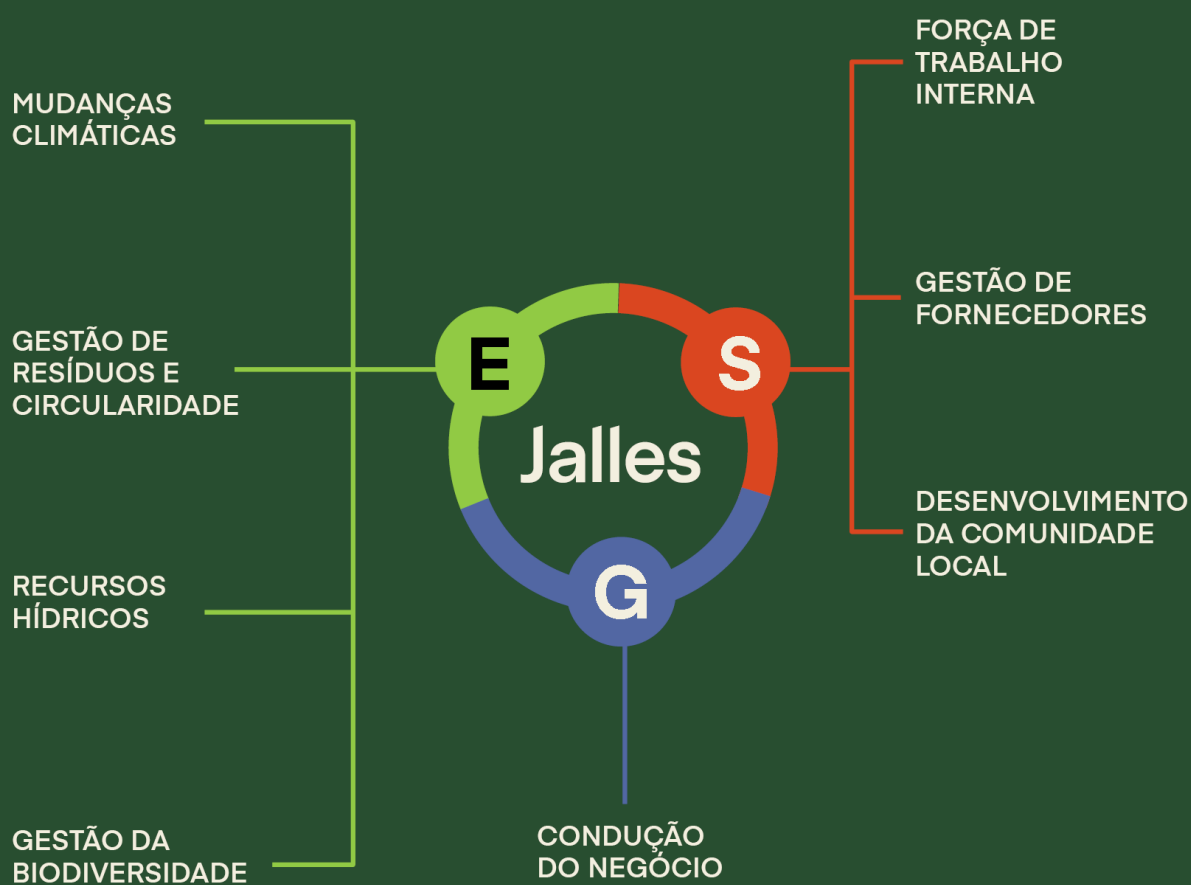 MUDANÇAS
CLIMÁTICAS
GESTÃO DE
RESÍDUOS E
CIRCULARIDADE
RECURSOS
HÍDRICOS
GESTÃO DA
BIODIVERSIDADE
E
S
Jalles
G
CONDUÇÃO
DO NEGÓCIO
FORÇA DE
TRABALHO
INTERNA
GESTÃO DE
FORNECEDORES
DESENVOLVIMENTO
DA COMUNIDADE
LOCAL